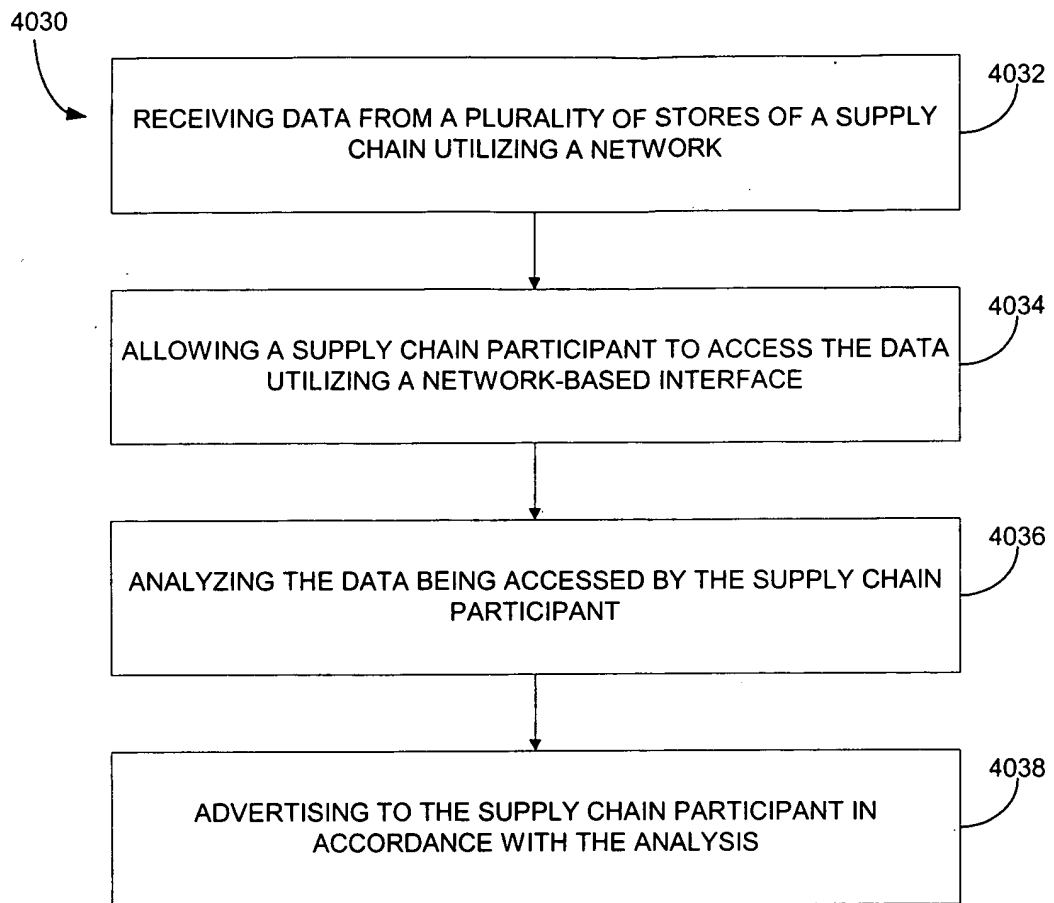 4030
4032
RECEIVING DATA FROM A PLURALITY OF STORES OF A SUPPLY
CHAIN UTILIZING A NETWORK
4034
ALLOWING A SUPPLY CHAIN PARTICIPANT TO ACCESS THE DATA
UTILIZING A NETWORK-BASED INTERFACE
4036
ANALYZING THE DATA BEING ACCESSED BY THE SUPPLY CHAIN
PARTICIPANT
4038
ADVERTISING TO THE SUPPLY CHAIN PARTICIPANT IN
ACCORDANCE WITH THE ANALYSIS